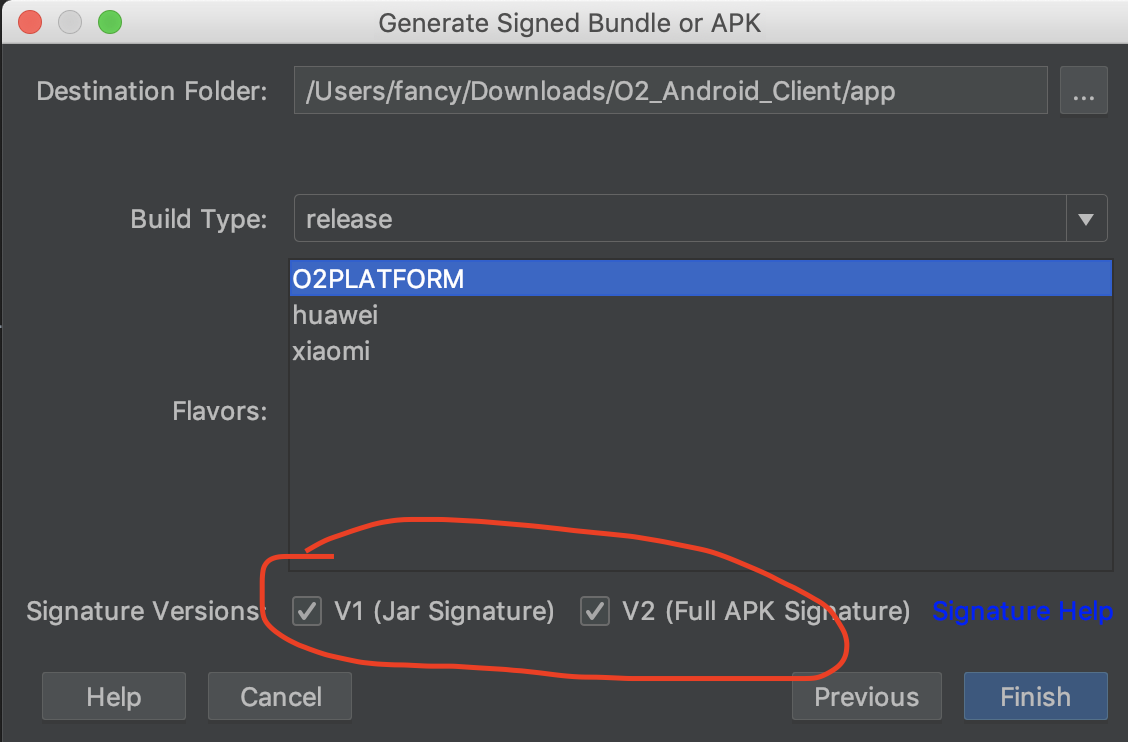 Generate Signed Bundle or APK
Destination Folder: /Users/fancy/Downloads/O2_Android_Client/app ...
Build Type: release
O2PLATFORM
huawei
xiaomi
Flavors:
Signature Versions: V1 (Jar Signature) V2 (Full APK Signature) Signature Help
Help Cancel Previous Finish